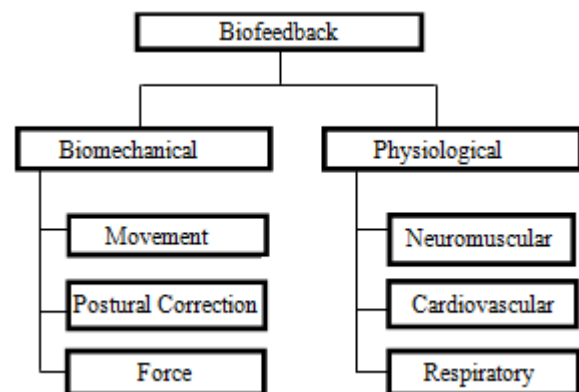 Biofeedback
Biomechanical
Physiological
Movement
Neuromuscular
Postural Correction
Cardiovascular
Force
Respiratory